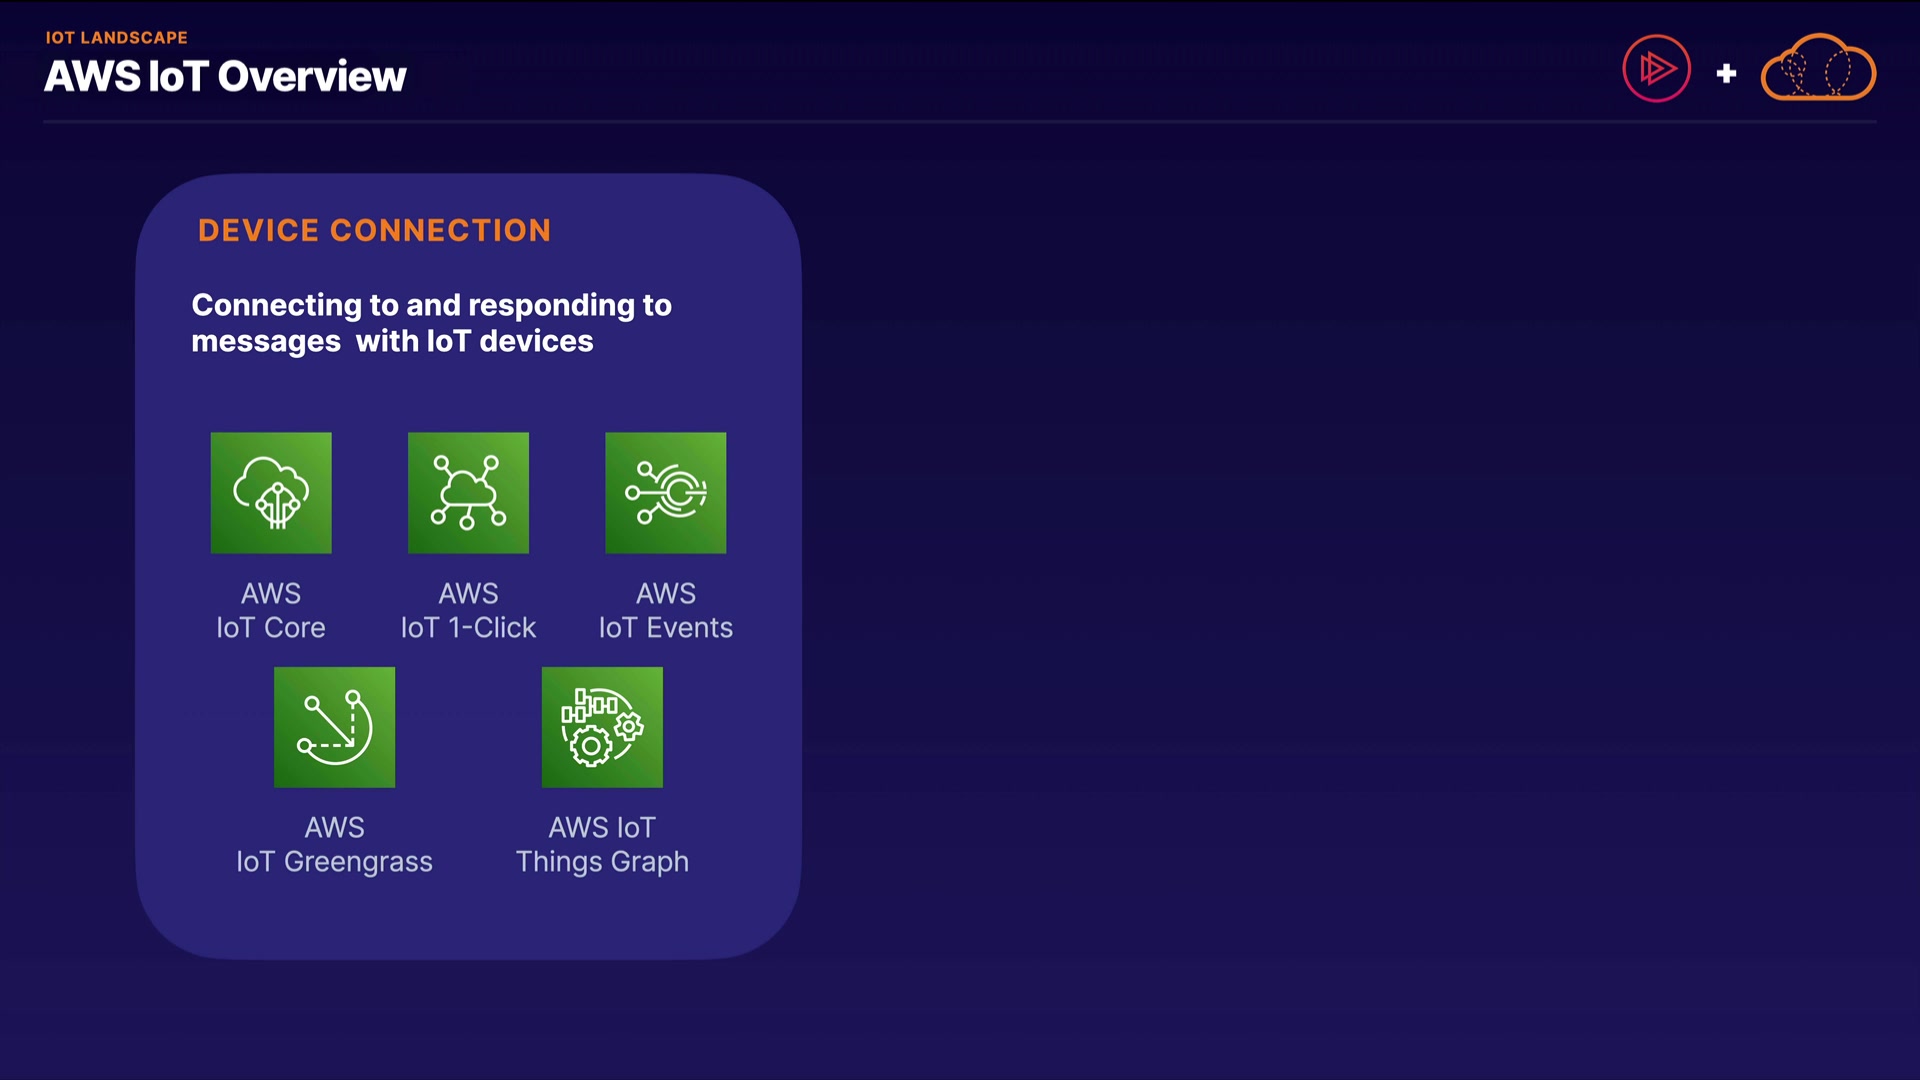 IOT LANDSCAPE
AWS IoT Overview
DEVICE CONNECTION
Connecting to and responding to
messages  with IoT devices
AWS
IoT Core
AWS
IoT 1-Click
AWS
IoT Events
AWS
IoT Greengrass
AWS IoT
Things Graph